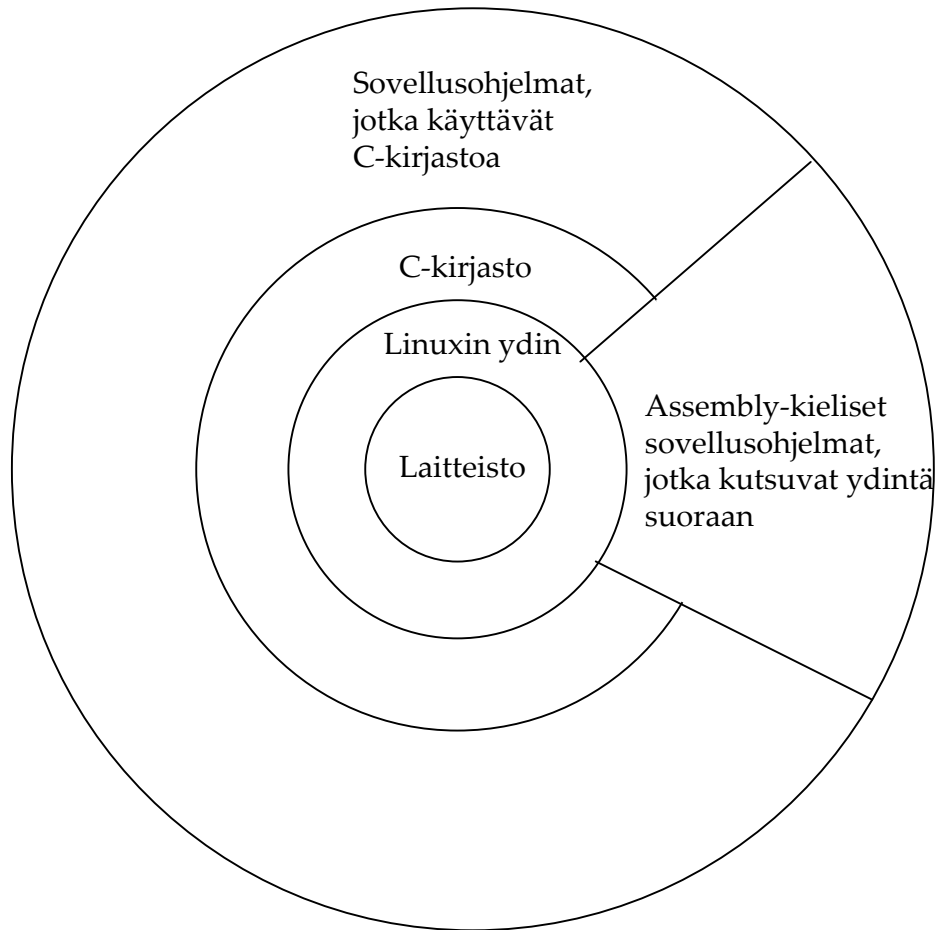 Sovellusohjelmat,
jotka käyttävät
C-kirjastoa
C-kirjasto
Linuxin ydin
Laitteisto
Assembly-kieliset
sovellusohjelmat,
jotka kutsuvat ydintä
suoraan